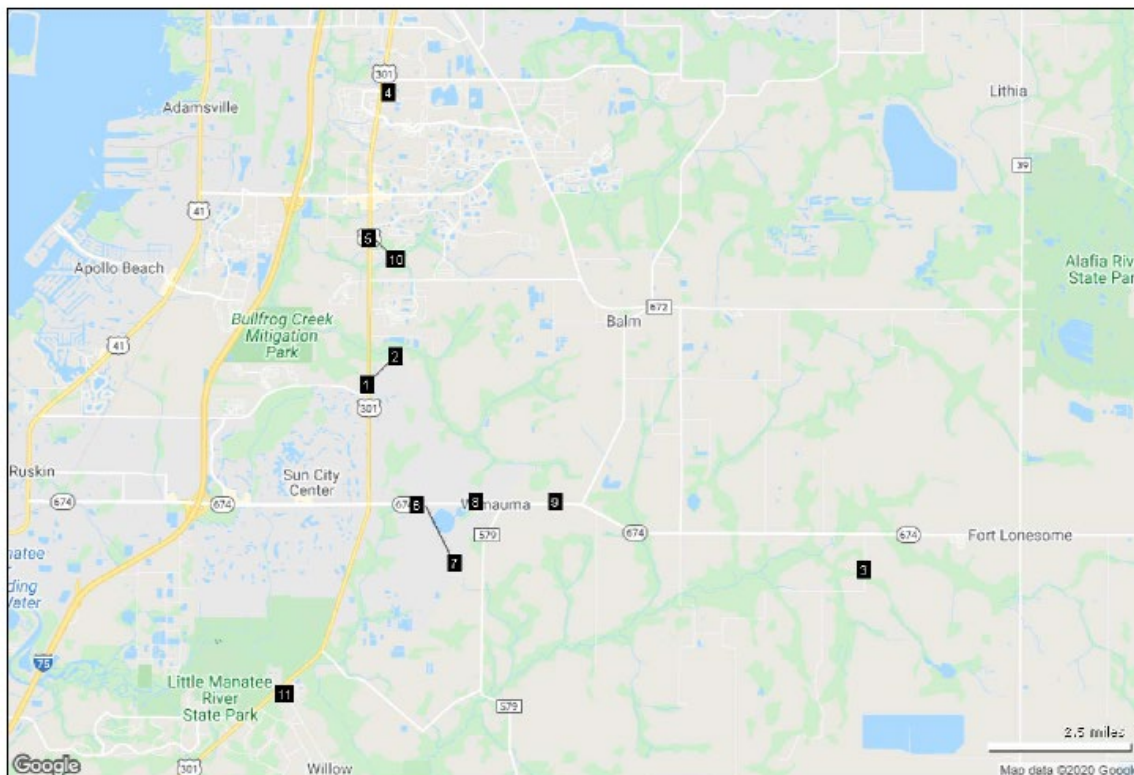 301
4
Adamsville
Lithia
39
41
5
10
Apollo Beach
Alafia Riv
State Par
672
Balm
Bullfrog Creek
Mitigation
Park
41
2
1
301
Ruskin
Sun City
Center
674
674
6
8
9
579
674
674
Fort Lonesome
7
3
75
Little Manatee
River
State Park
11
579
2.5 miles
301
Willow
Google
Map data ©2020 Google